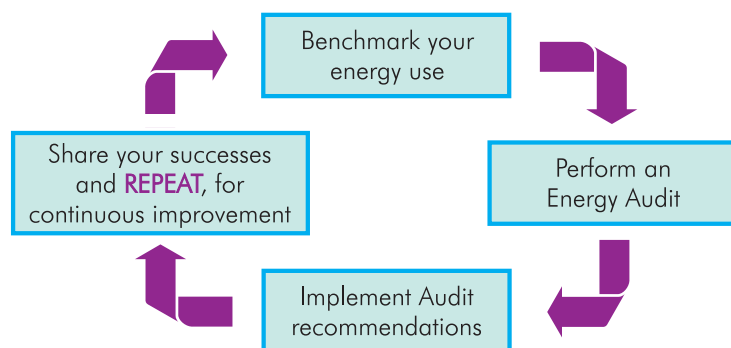 Benchmark your
energy use
Perform an
Energy Audit
Implement Audit
recommendations
Share your successes
and REPEAT, for
continuous improvement